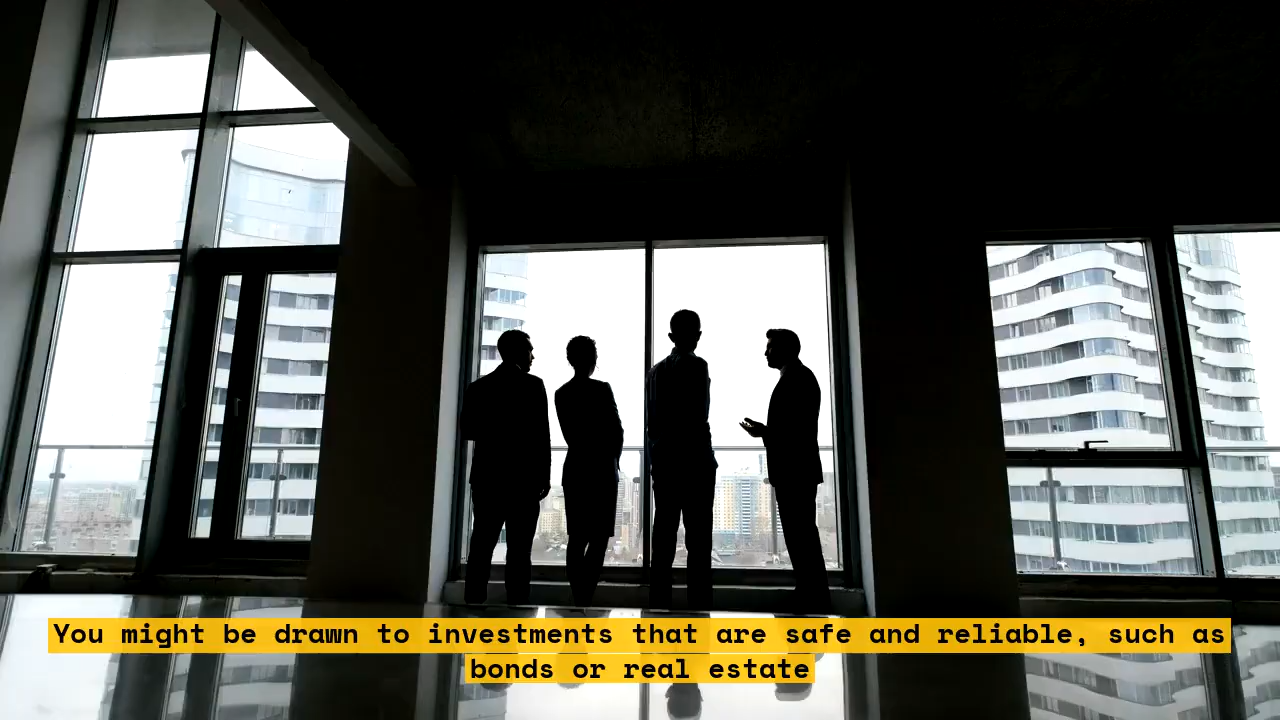 You might be drawn to investments that are safe and reliable, such as
bonds or real estate